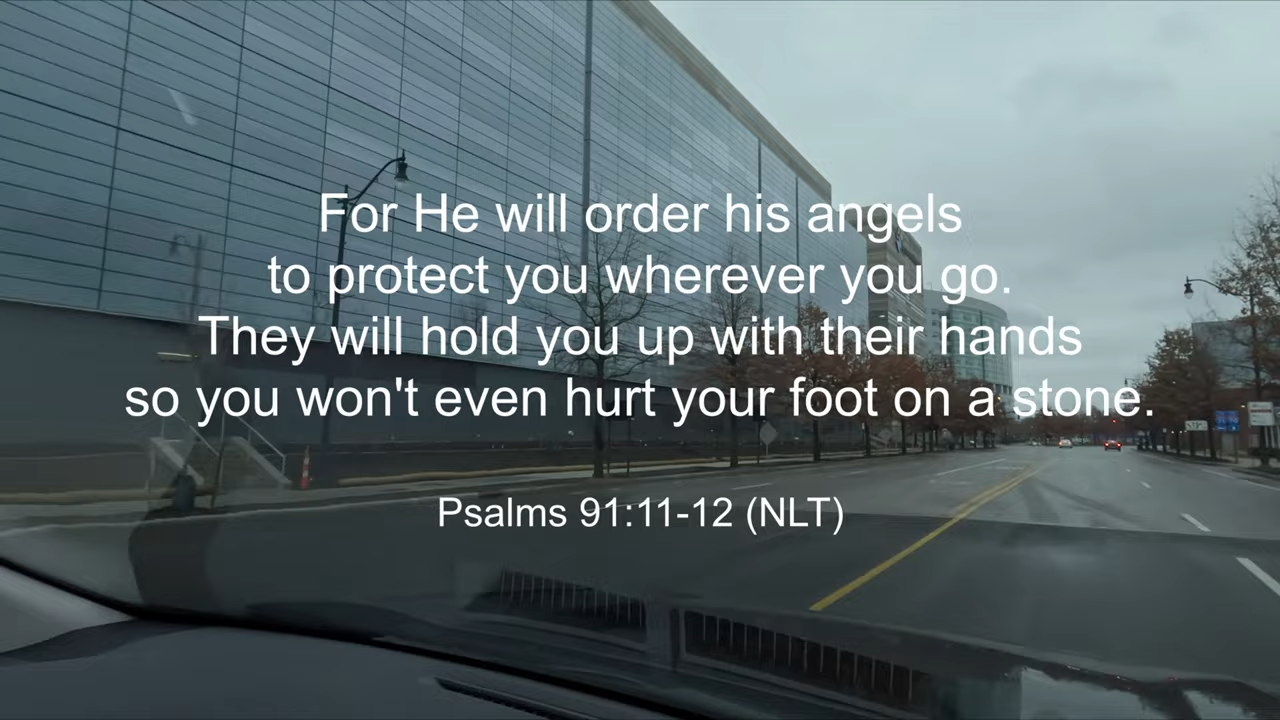 For He will order his angels
to protect you wherever you go.
They will hold you up with their hands
so you won't even hurt your foot on a stone.
Psalms 91:11-12 (NLT)